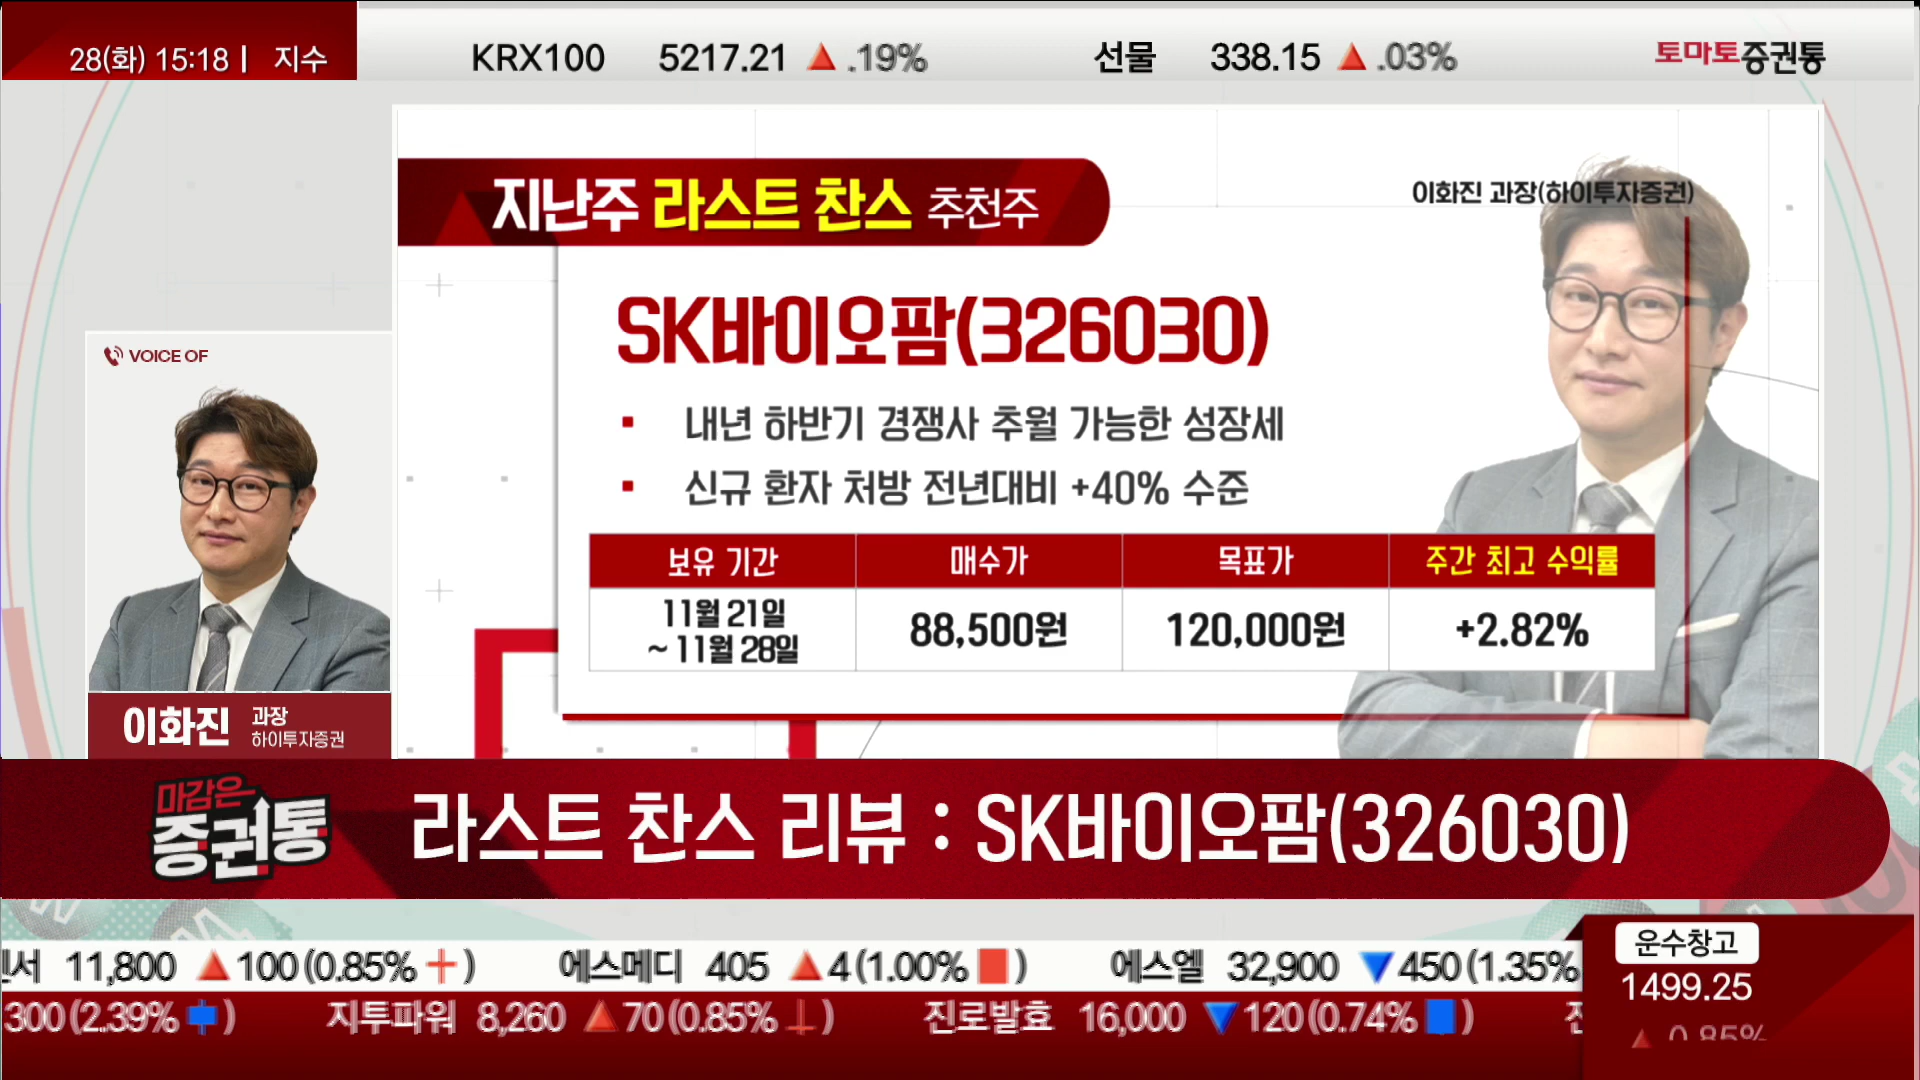 28(화) 15:18 | 지수 KRX100 5217.21 ▲ .19% 선물 338.15 ▲ .03% 토마토증권통
지난주 라스트 찬스 추천주
이화진 과장(하이투자증권)
SK바이오팜(326030)
▪ 내년 하반기 경쟁사 추월 가능한 성장세
▪ 신규 환자 처방 전년대비 +40% 수준
보유 기간 매수가 목표가 주간 최고 수익률
11월 21일
~ 11월 28일
88,500원 120,000원 +2.82%
VOICE OF
이화진 과장
하이투자증권
마감은
증권통
라스트 찬스 리뷰 : SK바이오팜(326030)
11,800 ▲100(0.85% ) 에스메디 405 ▲4(1.00% ) 에스엘 32,900 ▼450(1.35%
300(2.39% ) 지투파워 8,260 ▲70(0.85% ) 진로발효 16,000 ▼120(0.74% )
운수창고
1499.25
▲ 0.85%